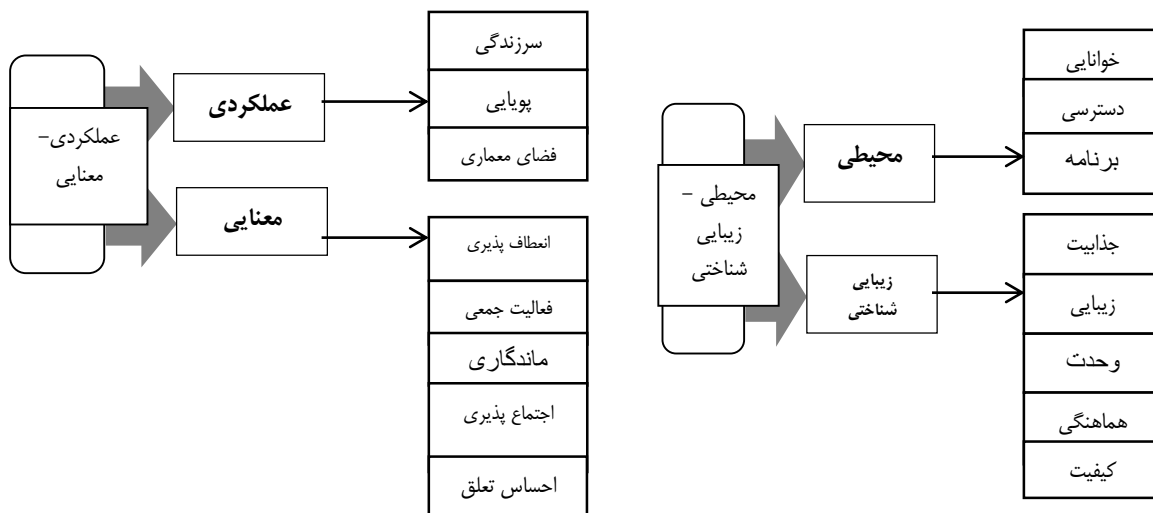 محیطی –
زیبایی
شناختی
محیطی
خوانایی
دسترسی
برنامه
زیبایی
شناختی
جذابیت
زیبایی
وحدت
هماهنگی
کیفیت
عملکردی–
معنایی
عملکردی
سرزندگی
پویایی
فضای معماری
معنایی
انعطاف پذیری
فعالیت جمعی
ماندگاری
اجتماع پذیری
احساس تعلق